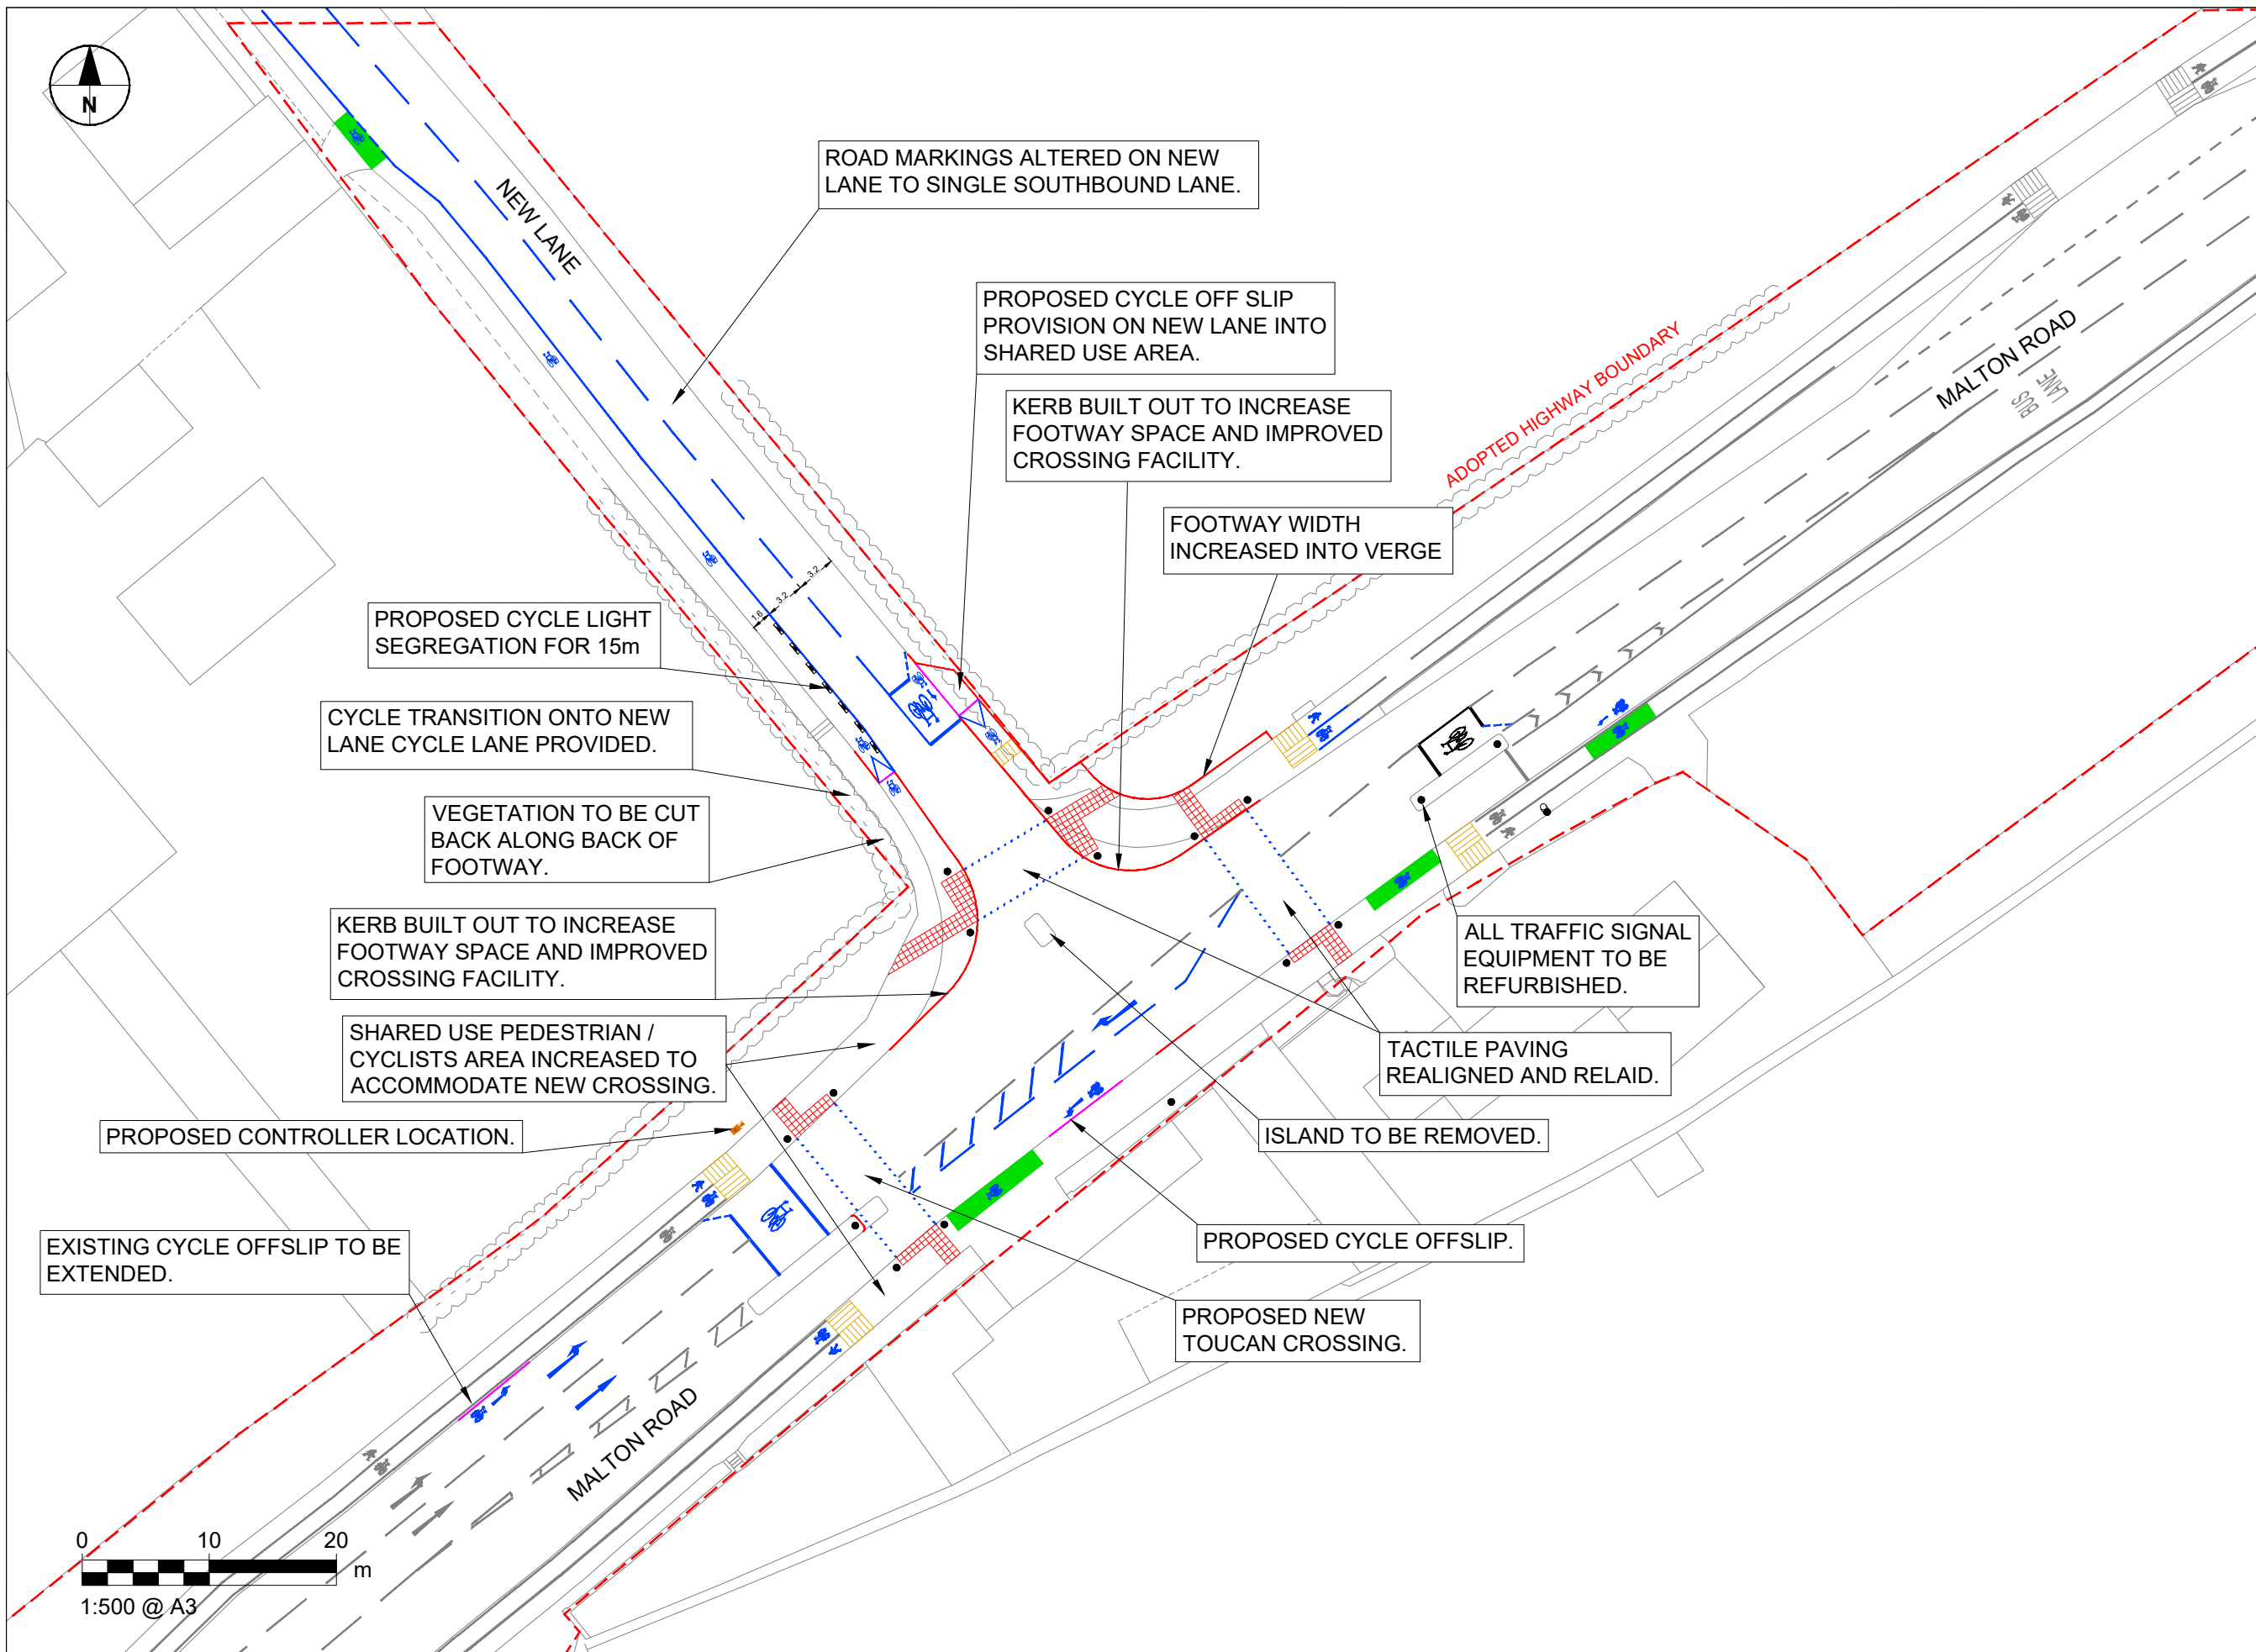 N
NEW LANE
ROAD MARKINGS ALTERED ON NEW
LANE TO SINGLE SOUTHBOUND LANE.
PROPOSED CYCLE OFF SLIP
PROVISION ON NEW LANE INTO
SHARED USE AREA.
ADOPTED HIGHWAY BOUNDARY
MALTON ROAD
BUS
LANE
KERB BUILT OUT TO INCREASE
FOOTWAY SPACE AND IMPROVED
CROSSING FACILITY.
FOOTWAY WIDTH
INCREASED INTO VERGE
1.6
3.2
3.2
PROPOSED CYCLE LIGHT
SEGREGATION FOR 15m
CYCLE TRANSITION ONTO NEW
LANE CYCLE LANE PROVIDED.
VEGETATION TO BE CUT
BACK ALONG BACK OF
FOOTWAY.
KERB BUILT OUT TO INCREASE
FOOTWAY SPACE AND IMPROVED
CROSSING FACILITY.
ALL TRAFFIC SIGNAL
EQUIPMENT TO BE
REFURBISHED.
SHARED USE PEDESTRIAN /
CYCLISTS AREA INCREASED TO
ACCOMMODATE NEW CROSSING.
TACTILE PAVING
REALIGNED AND RELAID.
PROPOSED CONTROLLER LOCATION.
ISLAND TO BE REMOVED.
EXISTING CYCLE OFFSLIP TO BE
EXTENDED.
PROPOSED CYCLE OFFSLIP.
PROPOSED NEW
TOUCAN CROSSING.
MALTON ROAD
0 10 20
m
1:500 @ A3